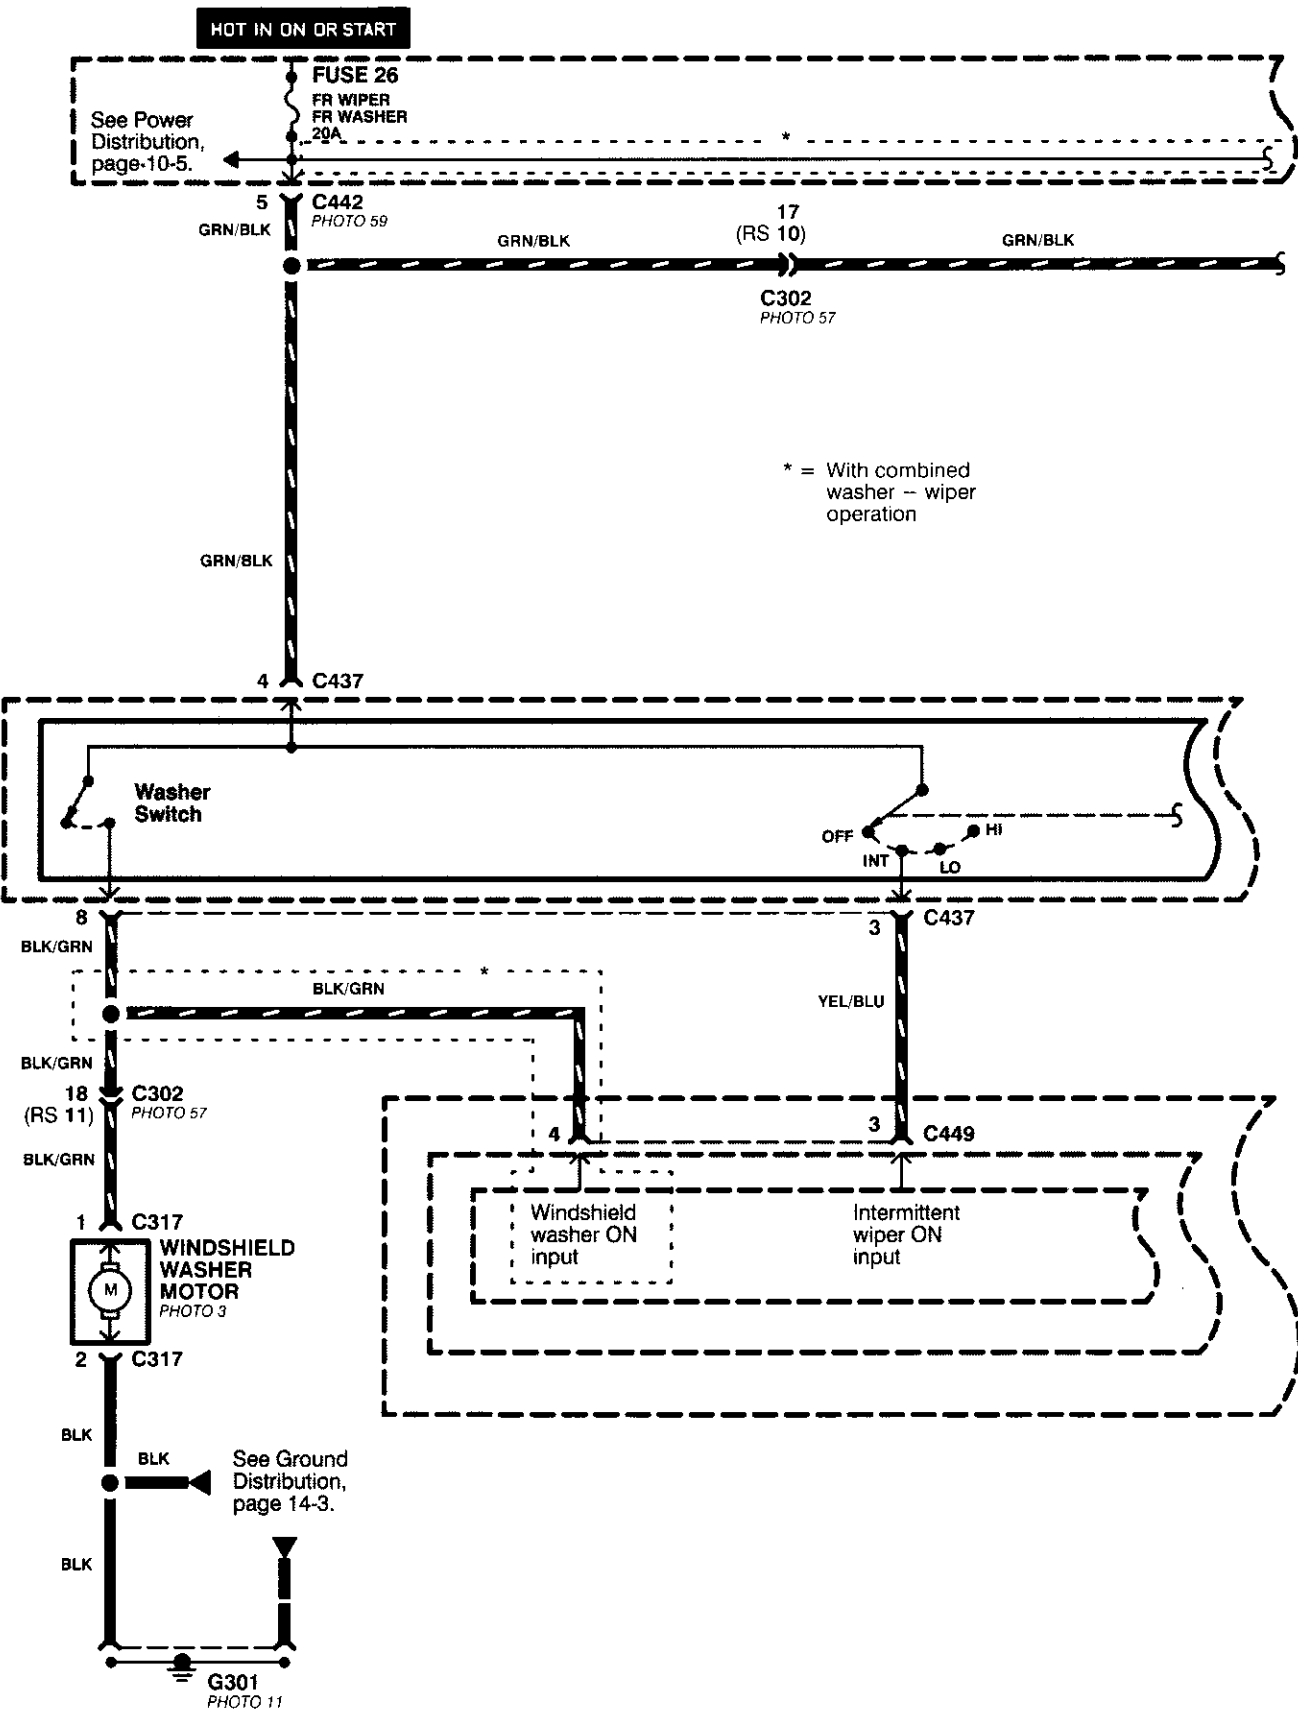 HOT IN ON OR START
FUSE 26
FR WIPER
FR WASHER
20A
See Power
Distribution,
page 10-5.
*
5
C442
PHOTO 59
GRN/BLK
GRN/BLK
17
(RS 10)
GRN/BLK
C302
PHOTO 57
* = With combined
washer – wiper
operation
GRN/BLK
4
C437
Washer
Switch
OFF
INT
LO
HI
8
3
C437
BLK/GRN
*
BLK/GRN
YEL/BLU
BLK/GRN
18
(RS 11)
C302
PHOTO 57
4
3
C449
BLK/GRN
1
C317
WINDSHIELD
WASHER
MOTOR
PHOTO 3
M
Windshield
washer ON
input
Intermittent
wiper ON
input
2
C317
BLK
BLK
See Ground
Distribution,
page 14-3.
BLK
G301
PHOTO 11